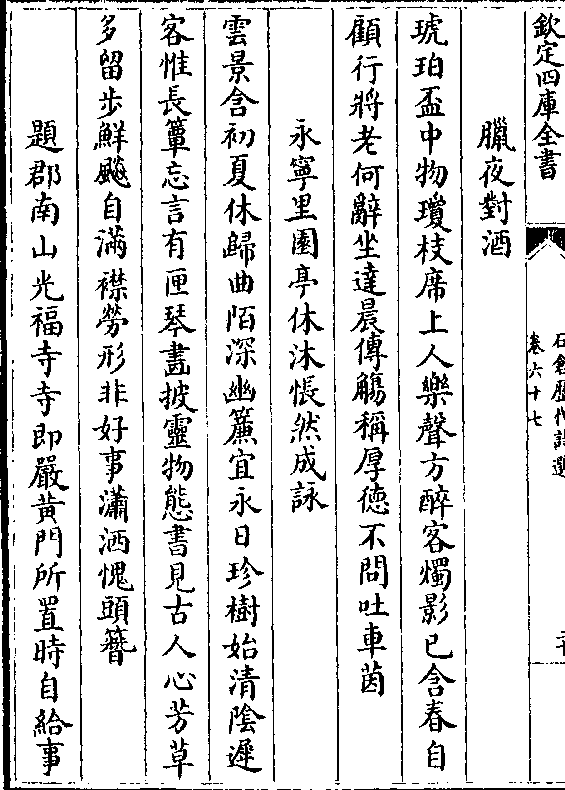 欽定四庫全書
石倉歷代詩選
卷六十七
臘夜對酒
琥珀盃中物瓊枝席上人樂聲方醉客燭影已含春自
顧行將老何辭坐達晨傳觴稱厚德不問吐車茵
永寧里園亭休沐悵然成詠
雲景含初夏休歸曲陌深幽簾宜永日珍樹始清陰遲
客惟長簟忘言有匣琴畫披靈物態書見古人心芳草
多留步鮮飈自滿襟勞形非好事瀟洒愧頭簪
題郡南山光福寺寺即嚴黃門所置時自給事